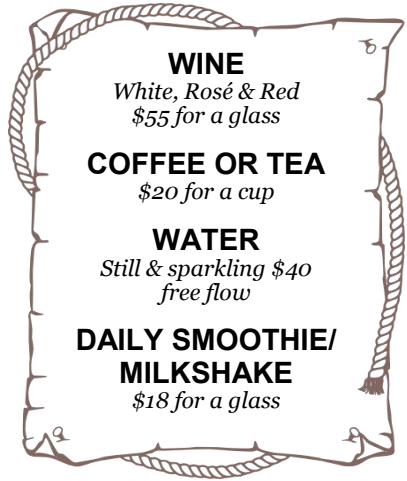 WINE
White, Rosé & Red
$55 for a glass
COFFEE OR TEA
$20 for a cup
WATER
Still & sparkling $40
free flow
DAILY SMOOTHIE/
MILKSHAKE
$18 for a glass